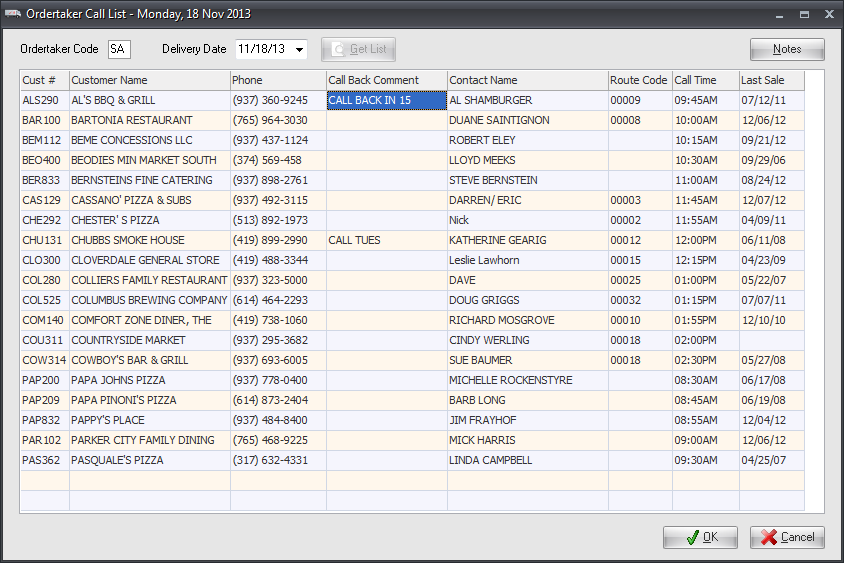 Ordertaker Call List - Monday, 18 Nov 2013
Ordertaker Code SA Delivery Date 11/18/13 Get List Notes
Cust # Customer Name Phone Call Back Comment Contact Name Route Code Call Time Last Sale
ALS290 AL'S BBQ & GRILL (937) 360-9245 CALL BACK IN 15 AL SHAMBURGER 00009 09:45AM 07/12/11
BAR100 BARTONIA RESTAURANT (765) 964-3030 DUANE SAINTIGNON 00008 10:00AM 12/06/12
BEM112 BEME CONCESSIONS LLC (937) 437-1124 ROBERT ELEY 10:15AM 09/21/12
BEO400 BEODIES MIN MARKET SOUTH (374) 569-458 LLOYD MEEKS 10:30AM 09/29/06
BER833 BERNSTEINS FINE CATERING (937) 898-2761 STEVE BERNSTEIN 11:00AM 08/24/12
CAS129 CASSANO' PIZZA & SUBS (937) 492-3115 DARREN/ ERIC 00003 11:45AM 12/07/12
CHE292 CHESTER' S PIZZA (513) 892-1973 Nick 00002 11:55AM 04/09/11
CHU131 CHUBBS SMOKE HOUSE (419) 899-2990 CALL TUES KATHERINE GEARIG 00012 12:00PM 06/11/08
CLO300 CLOVERDALE GENERAL STORE (419) 488-3344 Leslie Lawhorn 00015 12:15PM 04/23/09
COL280 COLLIERS FAMILY RESTAURANT (937) 323-5000 DAVE 00025 01:00PM 05/22/07
COL525 COLUMBUS BREWING COMPANY (614) 464-2293 DOUG GRIGGS 00032 01:15PM 07/07/11
COM140 COMFORT ZONE DINER, THE (419) 738-1060 RICHARD MOSGROVE 00010 01:55PM 12/10/10
COU311 COUNTRYSIDE MARKET (937) 295-3682 CINDY WERLING 00018 02:00PM
COW314 COWBOY'S BAR & GRILL (937) 693-6005 SUE BAUMER 00018 02:30PM 05/27/08
PAP200 PAPA JOHNS PIZZA (937) 778-0400 MICHELLE ROCKENSTYRE 08:30AM 06/17/08
PAP209 PAPA PINONI'S PIZZA (614) 873-2404 BARB LONG 08:45AM 06/19/08
PAP832 PAPPY'S PLACE (937) 484-8400 JIM FRAYHOF 08:55AM 12/04/12
PAR102 PARKER CITY FAMILY DINING (765) 468-9225 MICK HARRIS 09:00AM 12/06/12
PAS362 PASQUALE'S PIZZA (317) 632-4331 LINDA CAMPBELL 09:30AM 04/25/07
OK Cancel